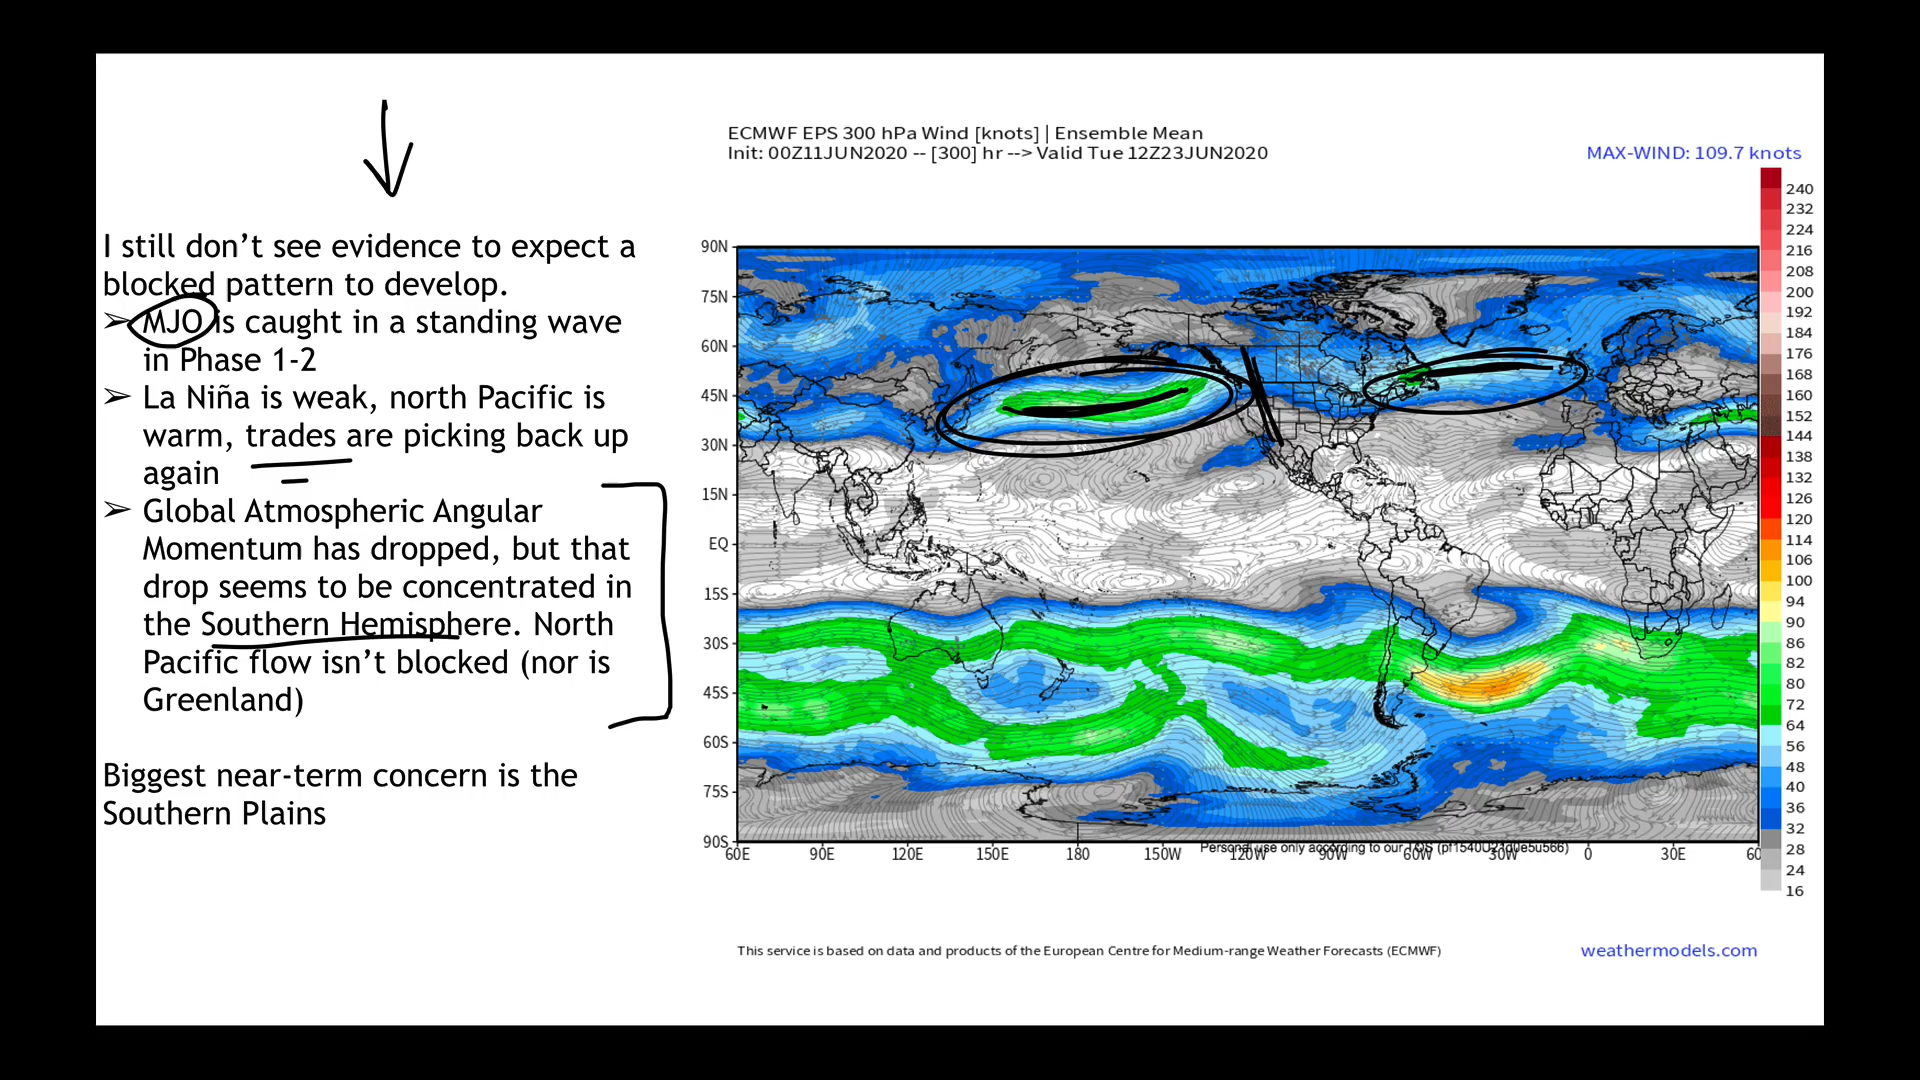 ECMWF EPS 300 hPa Wind [knots] | Ensemble Mean
Init: 00Z11JUN2020 -- [300] hr --> Valid Tue 12Z23JUN2020
MAX-WIND: 109.7 knots
I still don’t see evidence to expect a
blocked pattern to develop.
➢ MJO is caught in a standing wave
in Phase 1-2
➢ La Niña is weak, north Pacific is
warm, trades are picking back up
again
➢ Global Atmospheric Angular
Momentum has dropped, but that
drop seems to be concentrated in
the Southern Hemisphere. North
Pacific flow isn’t blocked (nor is
Greenland)
Biggest near-term concern is the
Southern Plains
90N
75N
60N
45N
30N
15N
EQ
15S
30S
45S
60S
75S
90S
60E 90E 120E 150E 180 150W 120W 90W 60W 30W 0 30E 60
Personal use only according to our TOS
240
232
224
216
208
200
192
184
176
168
160
152
144
138
132
126
120
114
106
100
94
90
86
82
80
72
64
56
48
40
36
32
28
24
16
This service is based on data and products of the European Centre for Medium-range Weather Forecasts (ECMWF)
weathermodels.com